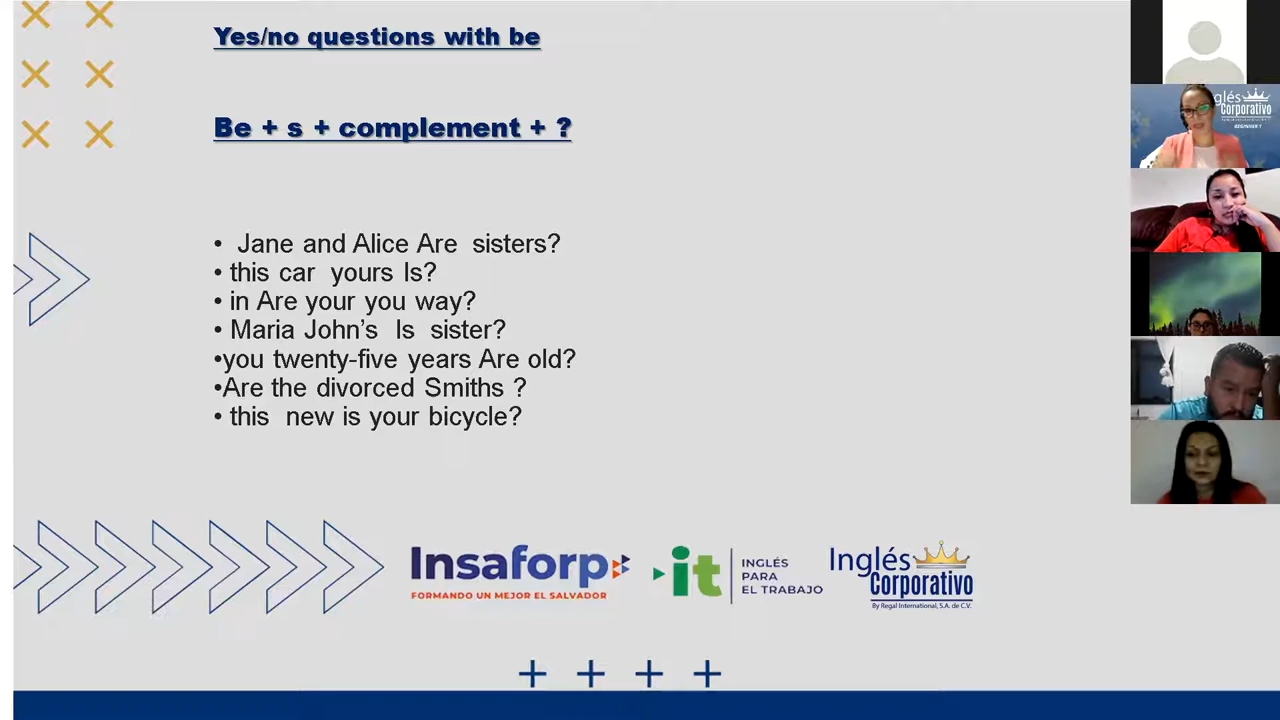 Yes/no questions with be
Be + s + complement + ?
• Jane and Alice Are sisters?
• this car yours Is?
• in Are your you way?
• Maria John’s Is sister?
•you twenty-five years Are old?
•Are the divorced Smiths ?
• this new is your bicycle?
Insaforp
FORMANDO UN MEJOR EL SALVADOR
it
INGLÉS
PARA
EL TRABAJO
Inglés
Corporativo
By Regal International, S.A. de C.V.
glés
Corporativo
BEGINNER 1